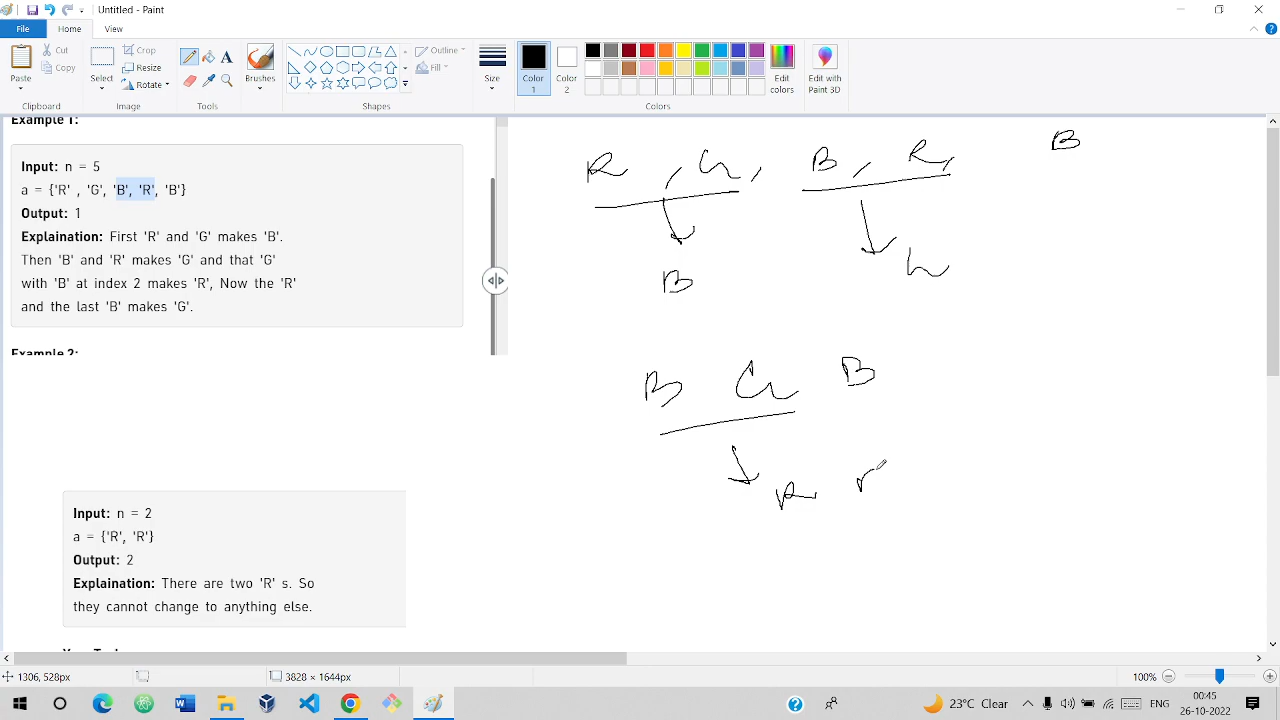 Untitled - Paint
File Home View
Paste Cut Copy Select Crop Resize Rotate Brushes Outline Fill Size Color 1 Color 2 Edit colors Edit with Paint 3D
Clipboard Image Tools Shapes Colors
Example 1:
Input: n = 5
a = {'R' , 'G', 'B', 'R', 'B'}
Output: 1
Explaination: First 'R' and 'G' makes 'B'.
Then 'B' and 'R' makes 'G' and that 'G'
with 'B' at index 2 makes 'R', Now the 'R'
and the last 'B' makes 'G'.
Example 2:
Input: n = 2
a = {'R', 'R'}
Output: 2
Explaination: There are two 'R' s. So
they cannot change to anything else.
R , G, B, R, B
B G
B G B
R
1306, 528px 3828 × 1644px 100%
23°C Clear 00:45
26-10-2022